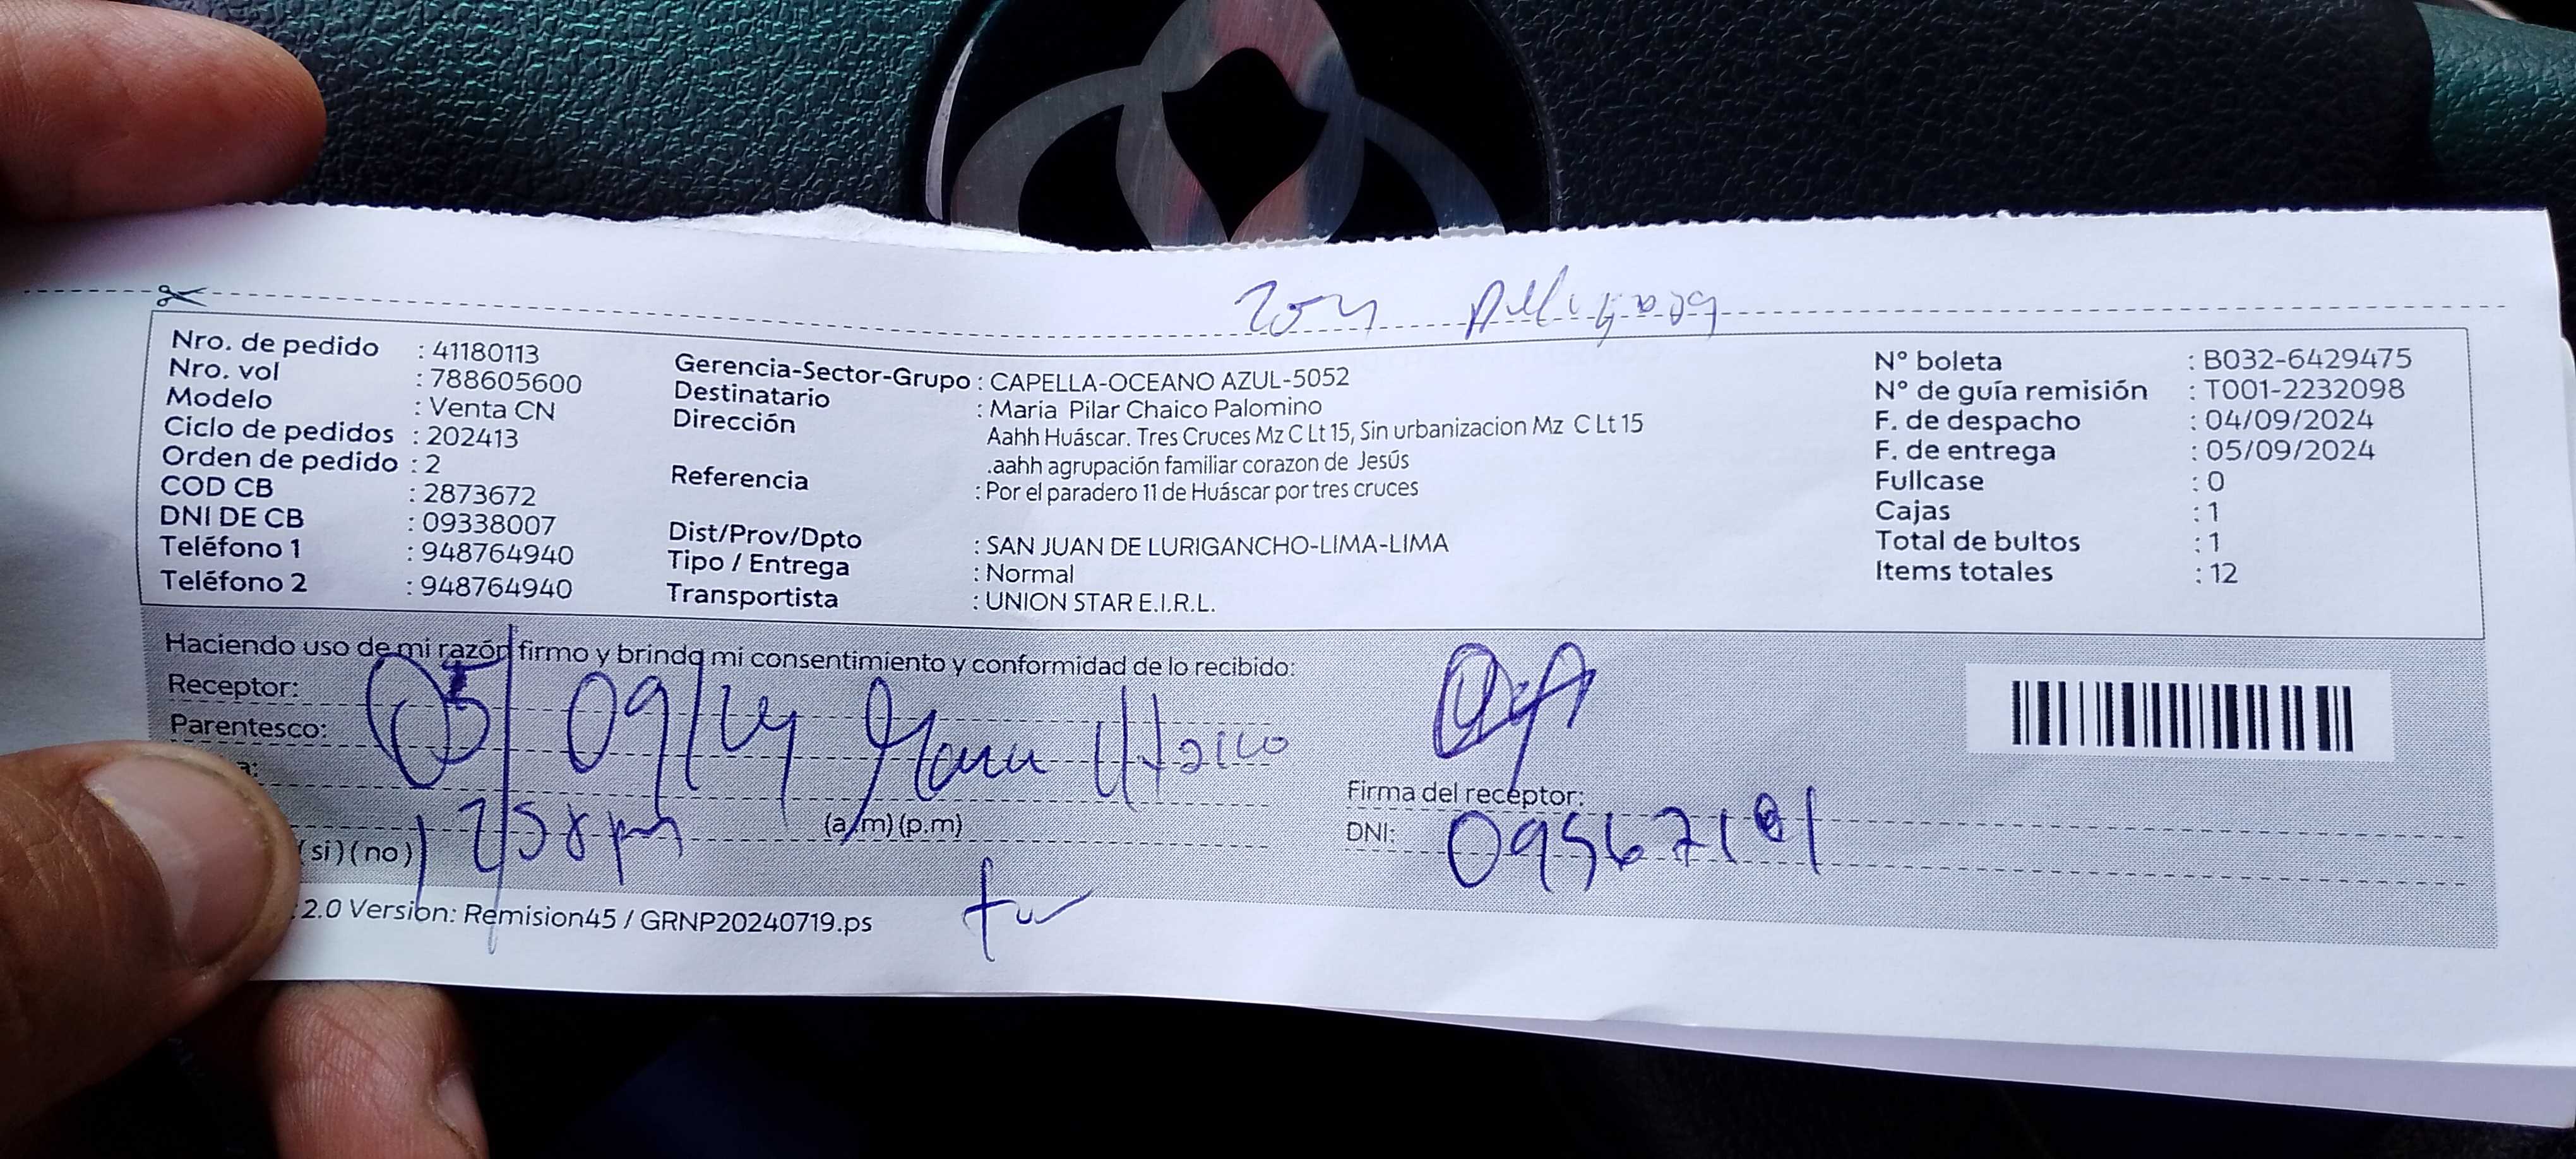 Nro. de pedido : 41180113
Nro. vol : 788605600
Modelo : Venta CN
Ciclo de pedidos : 202413
Orden de pedido : 2
COD CB : 2873672
DNI DE CB : 09338007
Teléfono 1 : 948764940
Teléfono 2 : 948764940
Gerencia-Sector-Grupo : CAPELLA-OCEANO AZUL-5052
Destinatario : Maria Pilar Chaico Palomino
Dirección Aahh Huáscar. Tres Cruces Mz C Lt 15, Sin urbanizacion Mz C Lt 15
.aahh agrupación familiar corazon de Jesús
Referencia : Por el paradero 11 de Huáscar por tres cruces
Dist/Prov/Dpto : SAN JUAN DE LURIGANCHO-LIMA-LIMA
Tipo / Entrega : Normal
Transportista : UNION STAR E.I.R.L.
N° boleta : B032-6429475
N° de guía remisión : T001-2232098
F. de despacho : 04/09/2024
F. de entrega : 05/09/2024
Fullcase : 0
Cajas : 1
Total de bultos : 1
Items totales : 12
Haciendo uso de mi razón firmo y brindo mi consentimiento y conformidad de lo recibido:
Receptor:
Parentesco:
05/09/24
a:
(a.m) (p.m)
(si) (no)
Firma del receptor:
DNI:
: 2.0 Version: Remision45 / GRNP20240719.ps